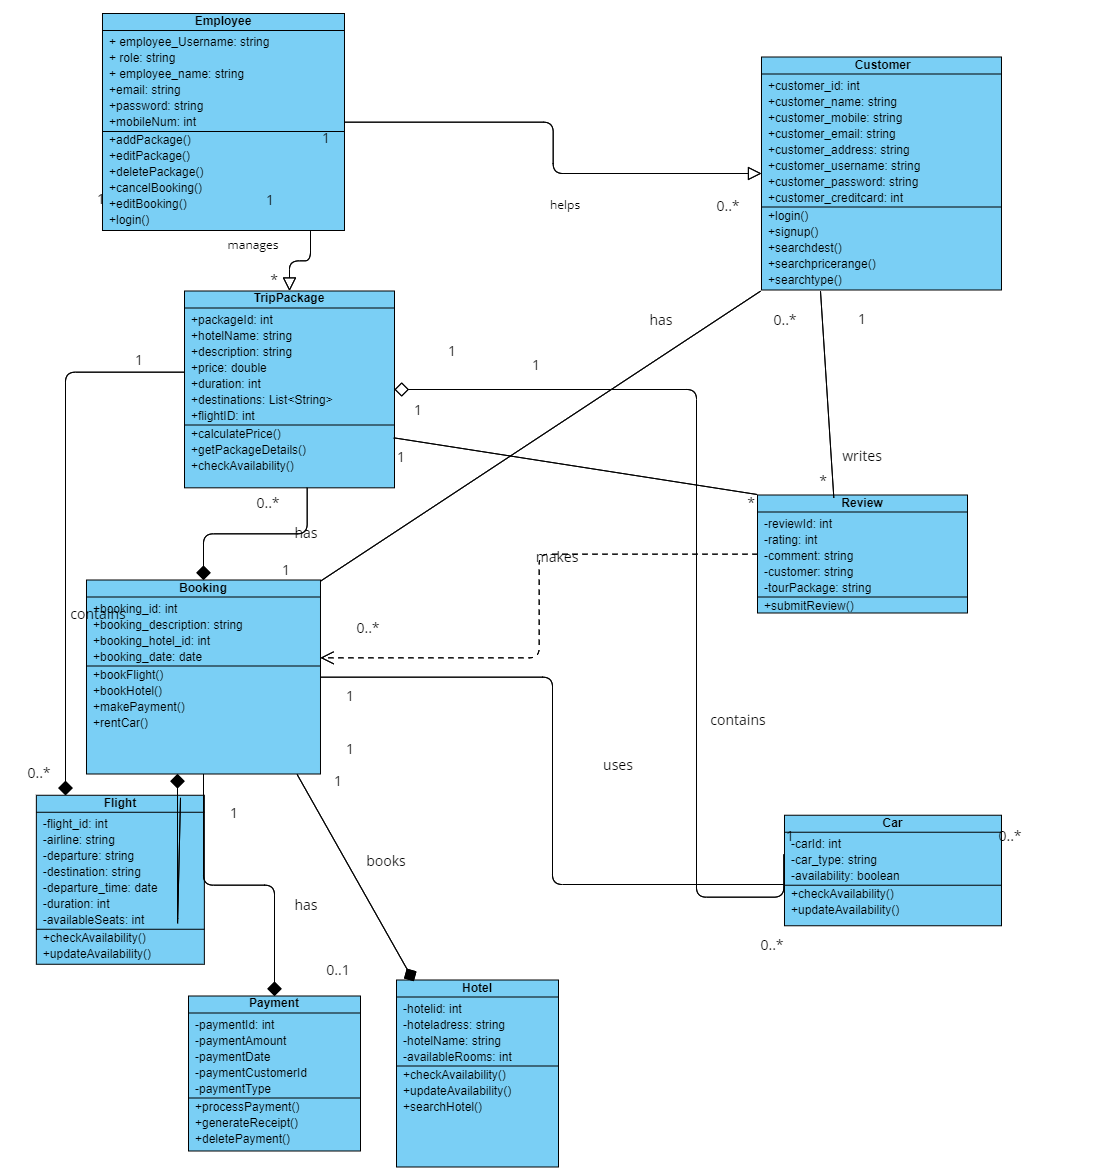 Employee
+ employee_Username: string
+ role: string
+ employee_name: string
+email: string
+password: string
+mobileNum: int
1
+addPackage()
+editPackage()
+deletePackage()
+cancelBooking()
+editBooking()
+login()
1
1
Customer
+customer_id: int
+customer_name: string
+customer_mobile: string
+customer_email: string
+customer_address: string
+customer_username: string
+customer_password: string
+customer_creditcard: int
+login()
+signup()
+searchdest()
+searchpricerange()
+searchtype()
helps
0..*
manages
*
TripPackage
+packageId: int
+hotelName: string
+description: string
+price: double
+duration: int
+destinations: List<String>
+flightID: int
+calculatePrice()
+getPackageDetails()
+checkAvailability()
has
0..*
1
1
1
1
1
1
writes
*
*
Review
-reviewId: int
-rating: int
-comment: string
-customer: string
-tourPackage: string
+submitReview()
0..*
has
1
makes
Booking
+booking_id: int
+booking_description: string
+booking_hotel_id: int
+booking_date: date
+bookFlight()
+bookHotel()
+makePayment()
+rentCar()
contains
0..*
1
1
1
contains
uses
0..*
Flight
-flight_id: int
-airline: string
-departure: string
-destination: string
-departure_time: date
-duration: int
-availableSeats: int
+checkAvailability()
+updateAvailability()
1
books
has
0..1
Car
1
0..*
-carId: int
-car_type: string
-availability: boolean
+checkAvailability()
+updateAvailability()
0..*
Payment
-paymentId: int
-paymentAmount
-paymentDate
-paymentCustomerId
-paymentType
+processPayment()
+generateReceipt()
+deletePayment()
Hotel
-hotelid: int
-hoteladress: string
-hotelName: string
-availableRooms: int
+checkAvailability()
+updateAvailability()
+searchHotel()